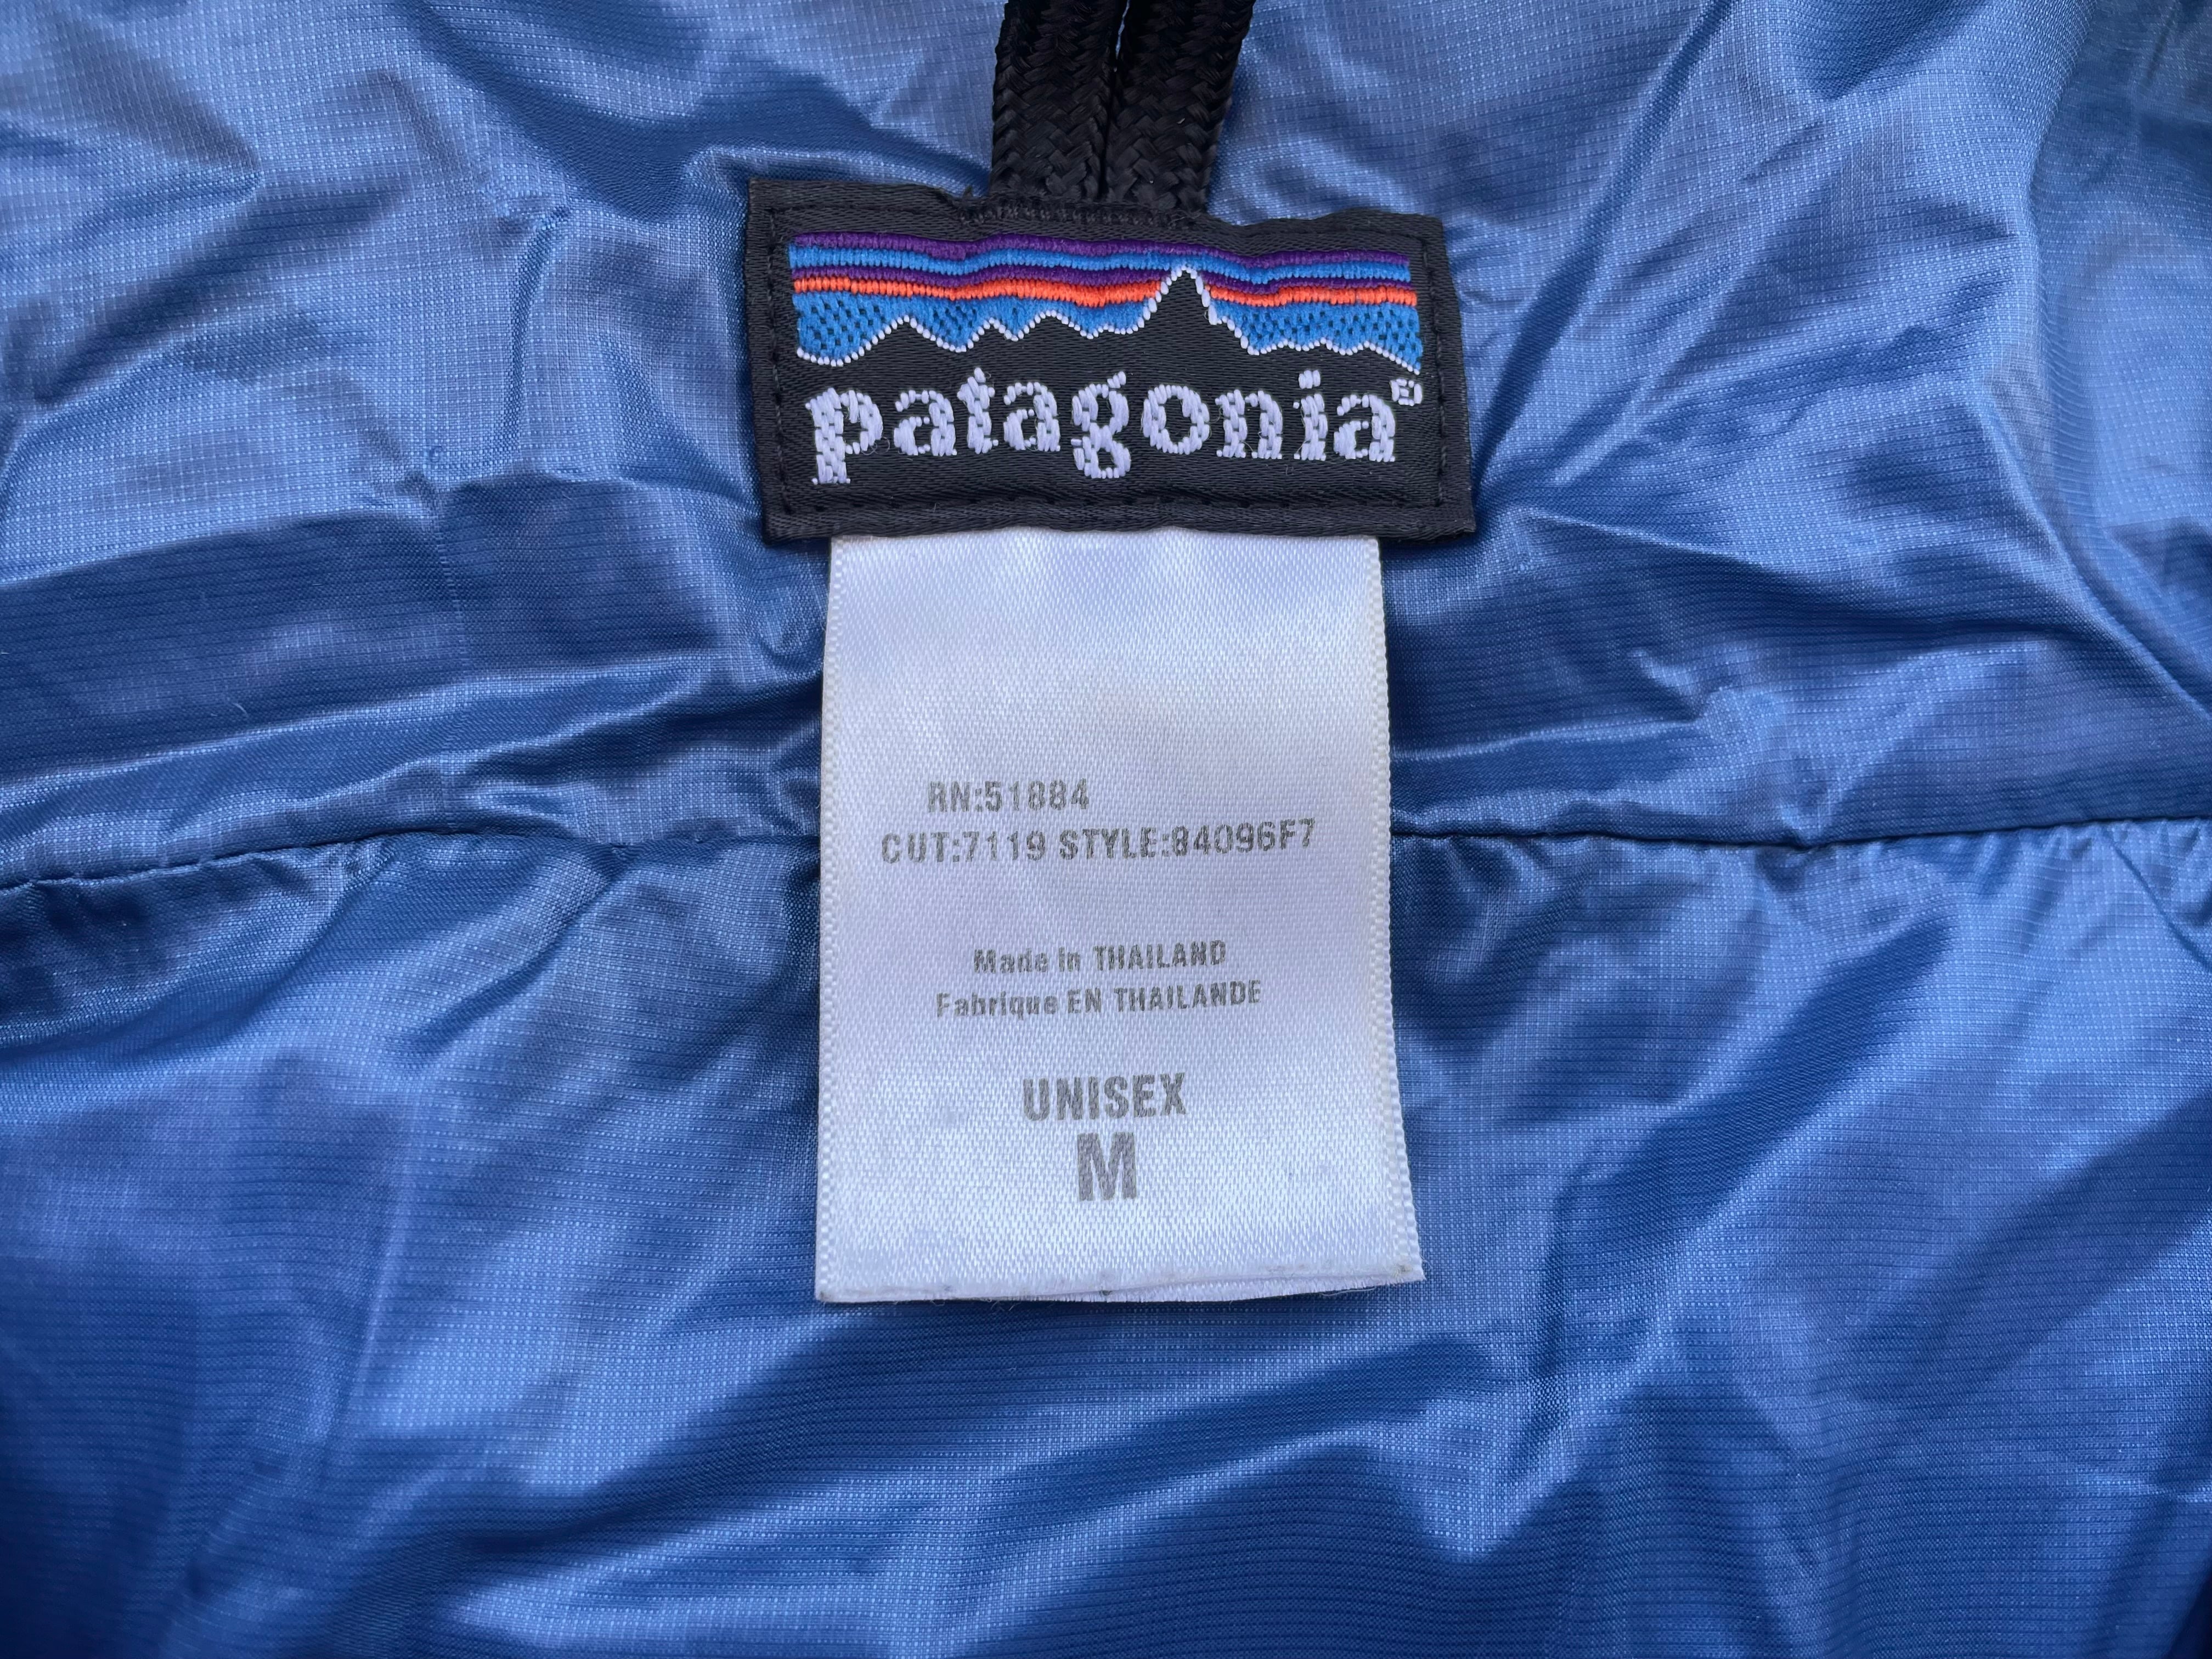 patagonia®
RN:51884
CUT:7119 STYLE:84096F7
Made in THAILAND
Fabrique EN THAILANDE
UNISEX
M